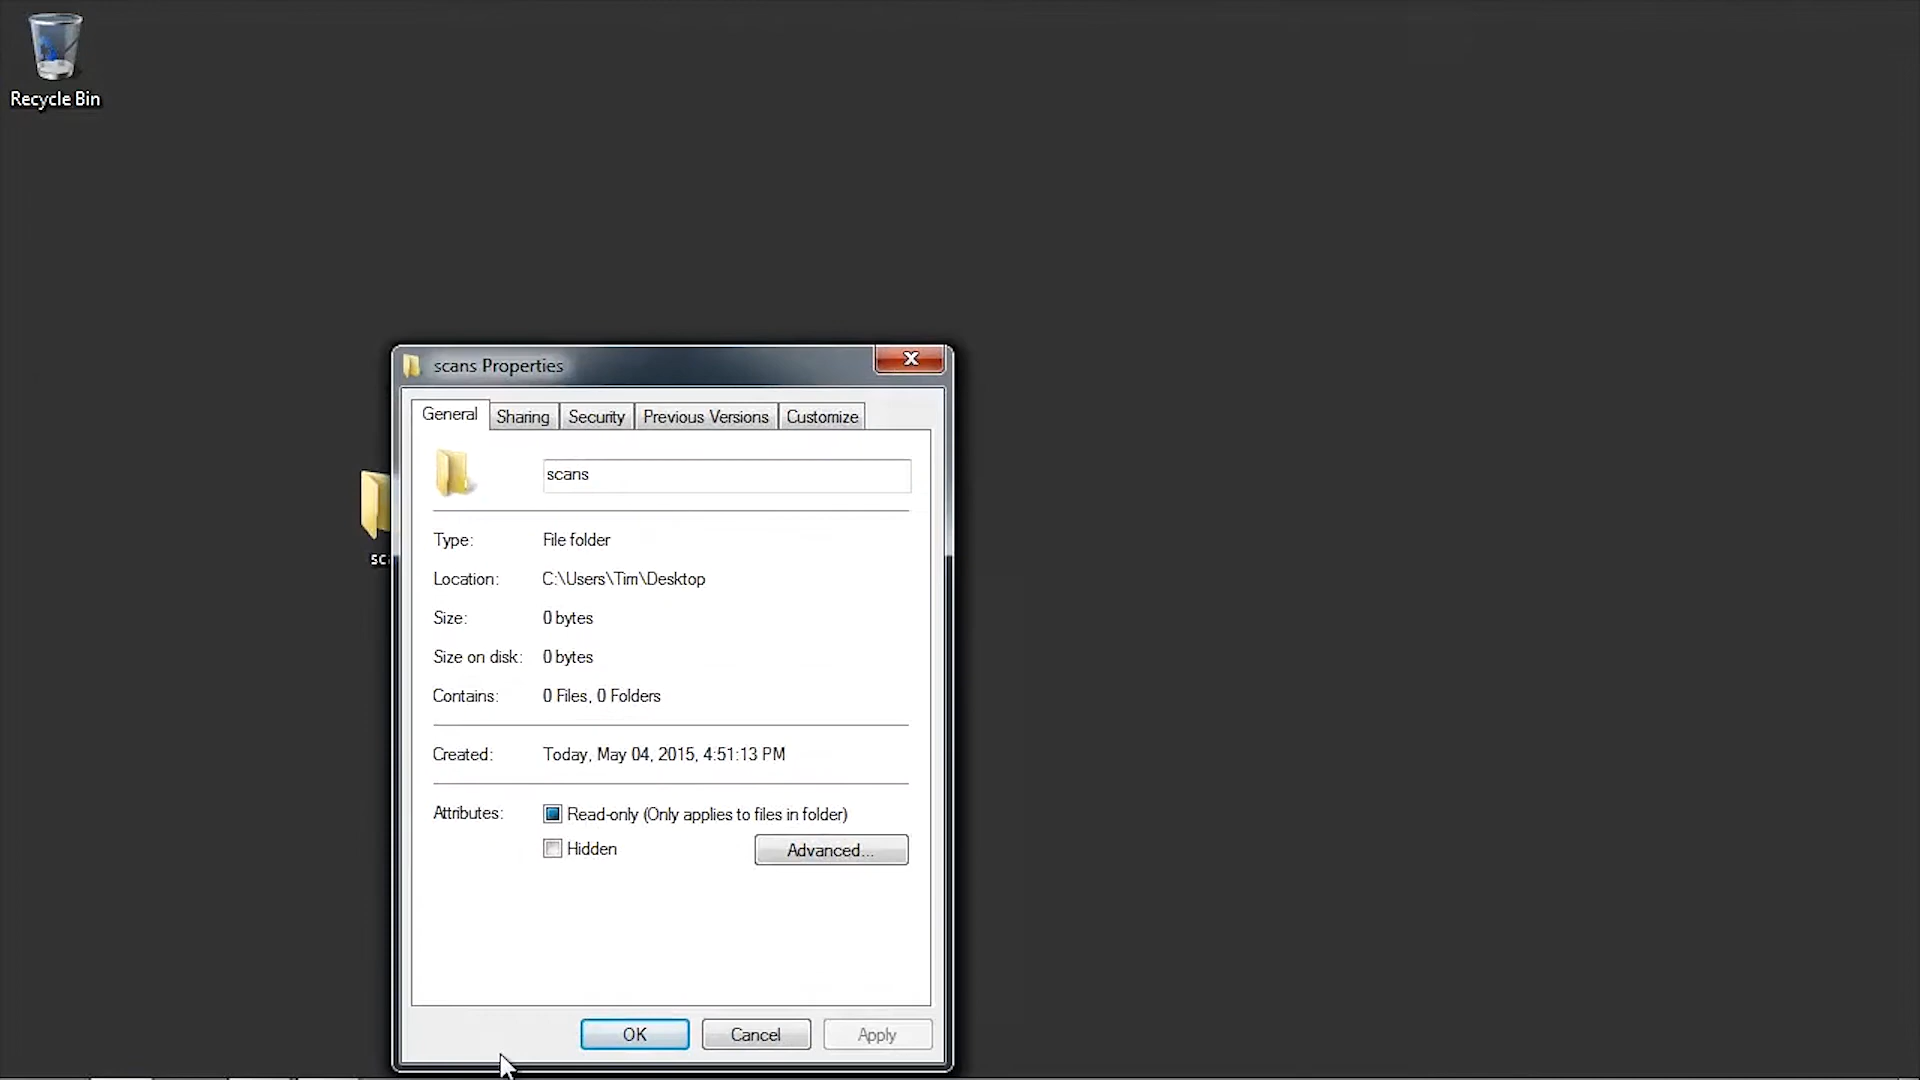 Recycle Bin
scans Properties
General Sharing Security Previous Versions Customize
scans
Type: File folder
Location: C:\Users\Tim\Desktop
Size: 0 bytes
Size on disk: 0 bytes
Contains: 0 Files, 0 Folders
Created: Today, May 04, 2015, 4:51:13 PM
Attributes: Read-only (Only applies to files in folder)
Hidden Advanced...
OK Cancel Apply